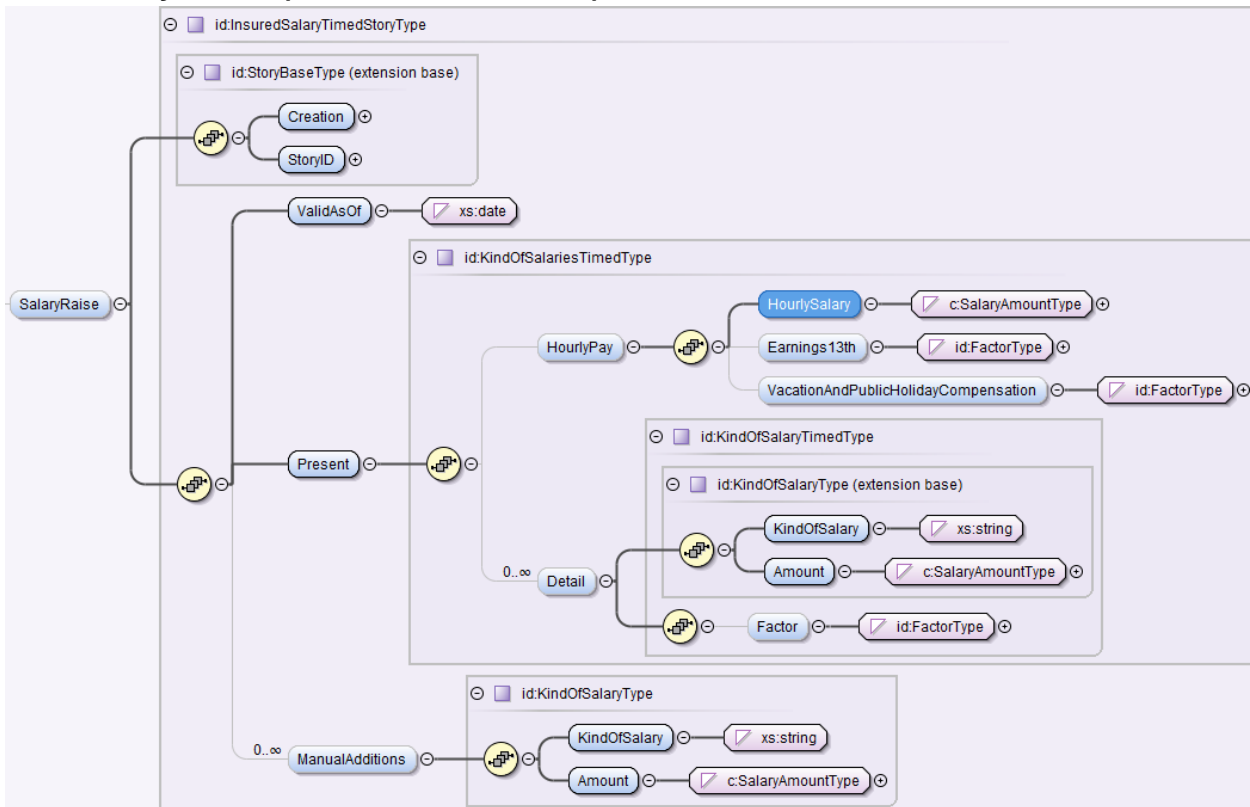 id:InsuredSalaryTimedStoryType
id:StoryBaseType (extension base)
Creation
StoryID
ValidAsOf xs:date
id:KindOfSalariesTimedType
SalaryRaise
HourlySalary c:SalaryAmountType
HourlyPay Earnings13th id:FactorType
VacationAndPublicHolidayCompensation id:FactorType
id:KindOfSalaryTimedType
Present
id:KindOfSalaryType (extension base)
KindOfSalary xs:string
0..∞ Detail Amount c:SalaryAmountType
Factor id:FactorType
id:KindOfSalaryType
KindOfSalary xs:string
0..∞ ManualAdditions
Amount c:SalaryAmountType